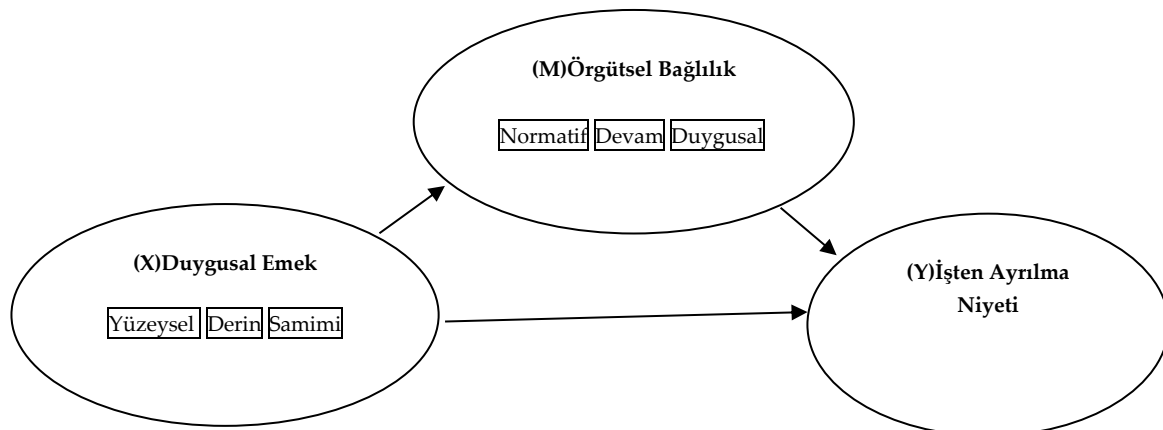 (M)Örgütsel Bağlılık
Normatif Devam Duygusal
(X)Duygusal Emek
Yüzeysel Derin Samimi
(Y)İşten Ayrılma
Niyeti